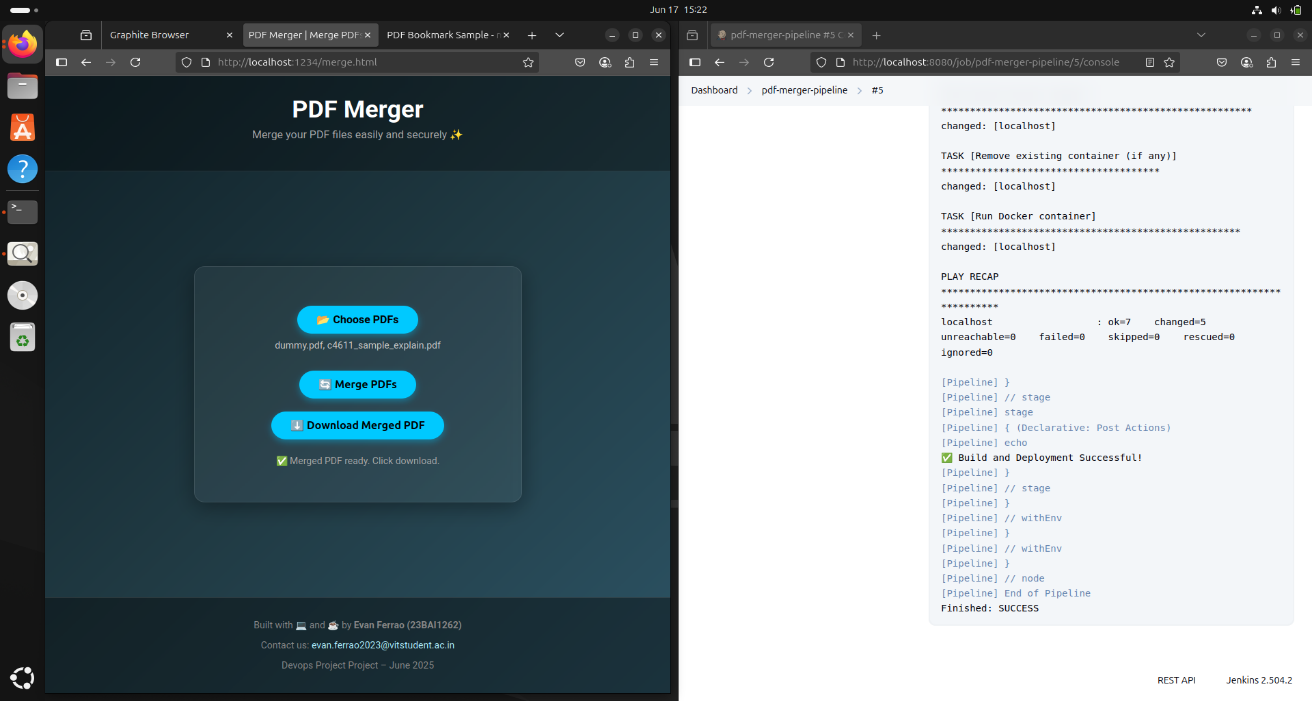 Jun 17 15:22
Graphite Browser
PDF Merger | Merge PDFs
PDF Bookmark Sample - n
http://localhost:1234/merge.html
PDF Merger
Merge your PDF files easily and securely ✨
📂 Choose PDFs
dummy.pdf, c4611_sample_explain.pdf
🔄 Merge PDFs
⬇️ Download Merged PDF
✅ Merged PDF ready. Click download.
Built with 💻 and ☕ by Evan Ferrao (23BAI1262)
Contact us: evan.ferrao2023@vitstudent.ac.in
Devops Project Project – June 2025
pdf-merger-pipeline #5 C
http://localhost:8080/job/pdf-merger-pipeline/5/console
Dashboard > pdf-merger-pipeline > #5
******************************************************
changed: [localhost]
TASK [Remove existing container (if any)]
**************************************
changed: [localhost]
TASK [Run Docker container]
****************************************************
changed: [localhost]
PLAY RECAP
***********************************************************
**********
localhost : ok=7 changed=5
unreachable=0 failed=0 skipped=0 rescued=0
ignored=0
[Pipeline] }
[Pipeline] // stage
[Pipeline] stage
[Pipeline] { (Declarative: Post Actions)
[Pipeline] echo
✅ Build and Deployment Successful!
[Pipeline] }
[Pipeline] // stage
[Pipeline] }
[Pipeline] // withEnv
[Pipeline] }
[Pipeline] // withEnv
[Pipeline] }
[Pipeline] // node
[Pipeline] End of Pipeline
Finished: SUCCESS
REST API
Jenkins 2.504.2